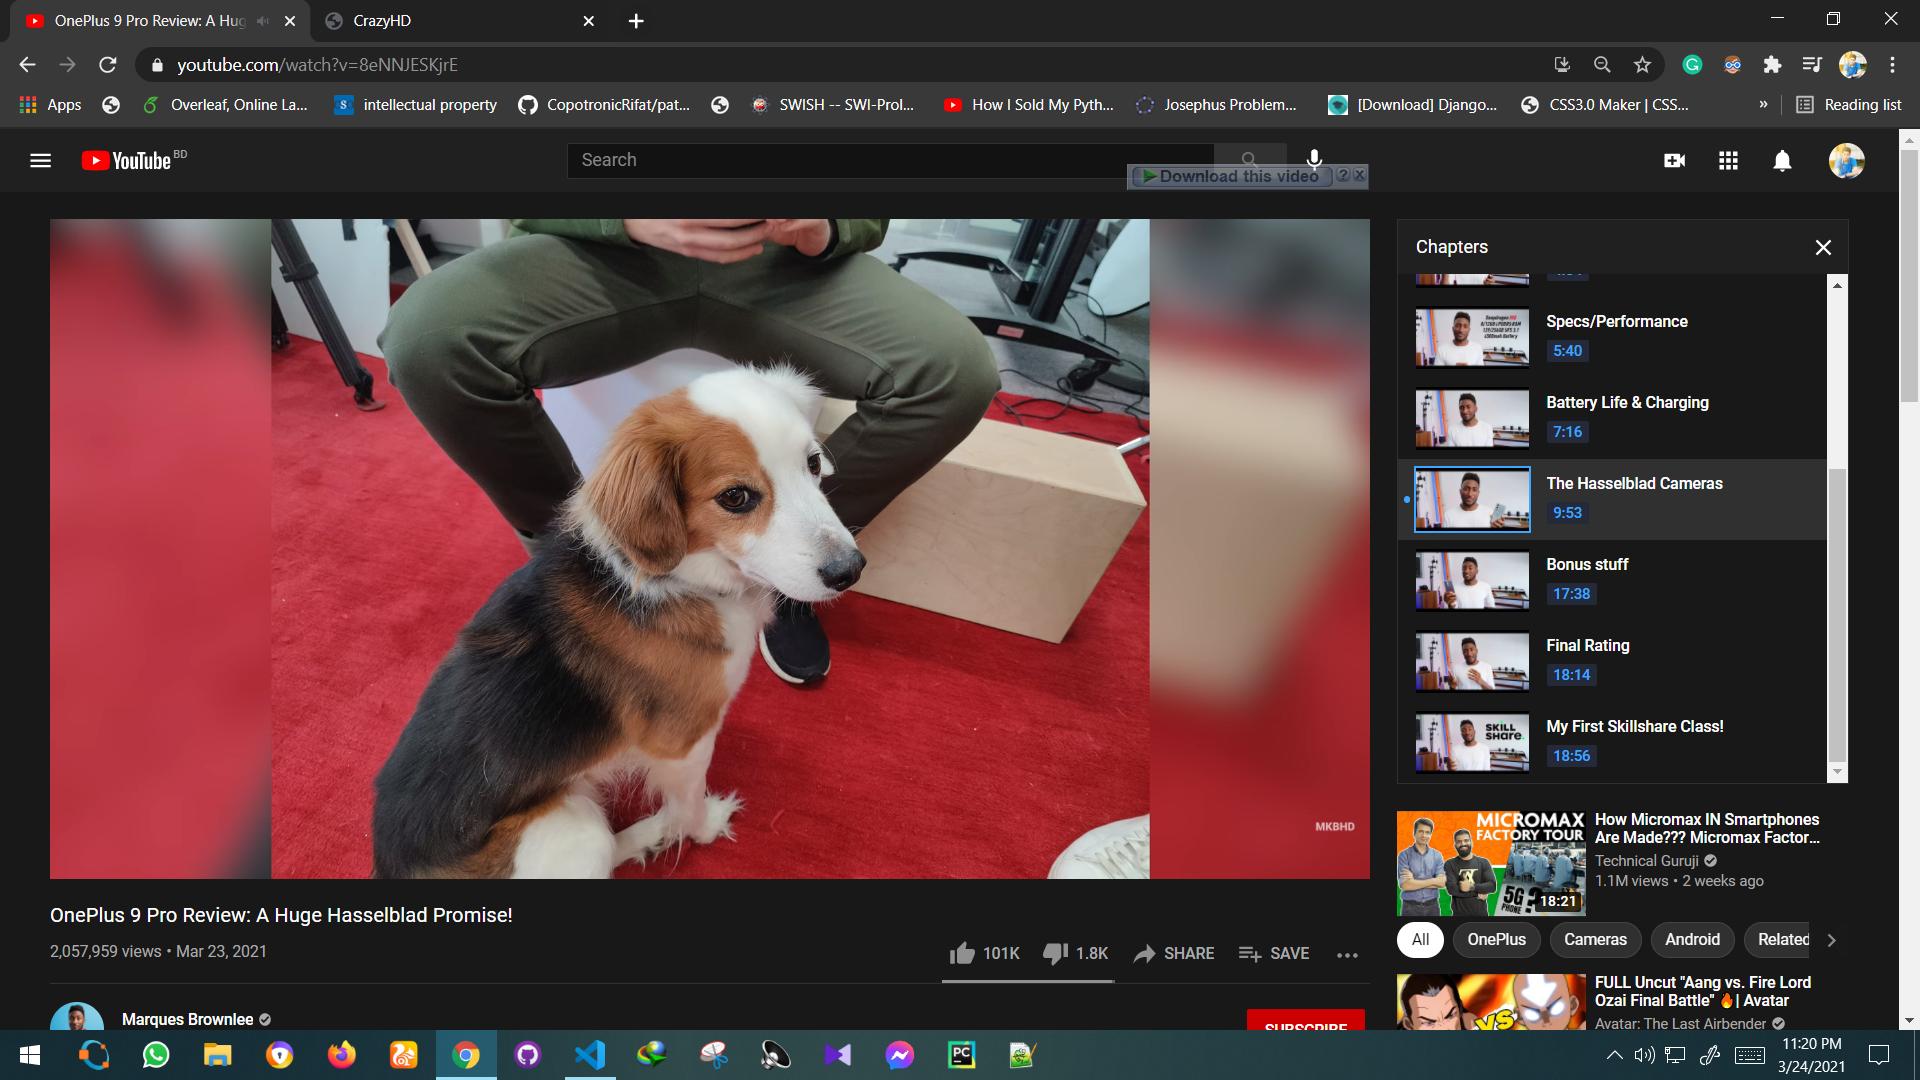 OnePlus 9 Pro Review: A Hug
CrazyHD
youtube.com/watch?v=8eNNJESKjrE
Apps
Overleaf, Online La...
intellectual property
CopotronicRifat/pat...
SWISH -- SWI-Prol...
How I Sold My Pyth...
Josephus Problem...
[Download] Django...
CSS3.0 Maker | CSS...
»
Reading list
YouTube BD
Search
Download this video
Chapters
Specs/Performance
5:40
Battery Life & Charging
7:16
The Hasselblad Cameras
9:53
Bonus stuff
17:38
Final Rating
18:14
SKILL
SHARE.
My First Skillshare Class!
18:56
MKBHD
MICROMAX
FACTORY TOUR
5G ?
PHONE
18:21
How Micromax IN Smartphones
Are Made??? Micromax Factor...
Technical Guruji
1.1M views • 2 weeks ago
All
OnePlus
Cameras
Android
Related
OnePlus 9 Pro Review: A Huge Hasselblad Promise!
2,057,959 views • Mar 23, 2021
101K
1.8K
SHARE
SAVE
VS
FULL Uncut "Aang vs. Fire Lord
Ozai Final Battle" 🔥| Avatar
Avatar: The Last Airbender
Marques Brownlee
SUBSCRIBE
PC
11:20 PM
3/24/2021